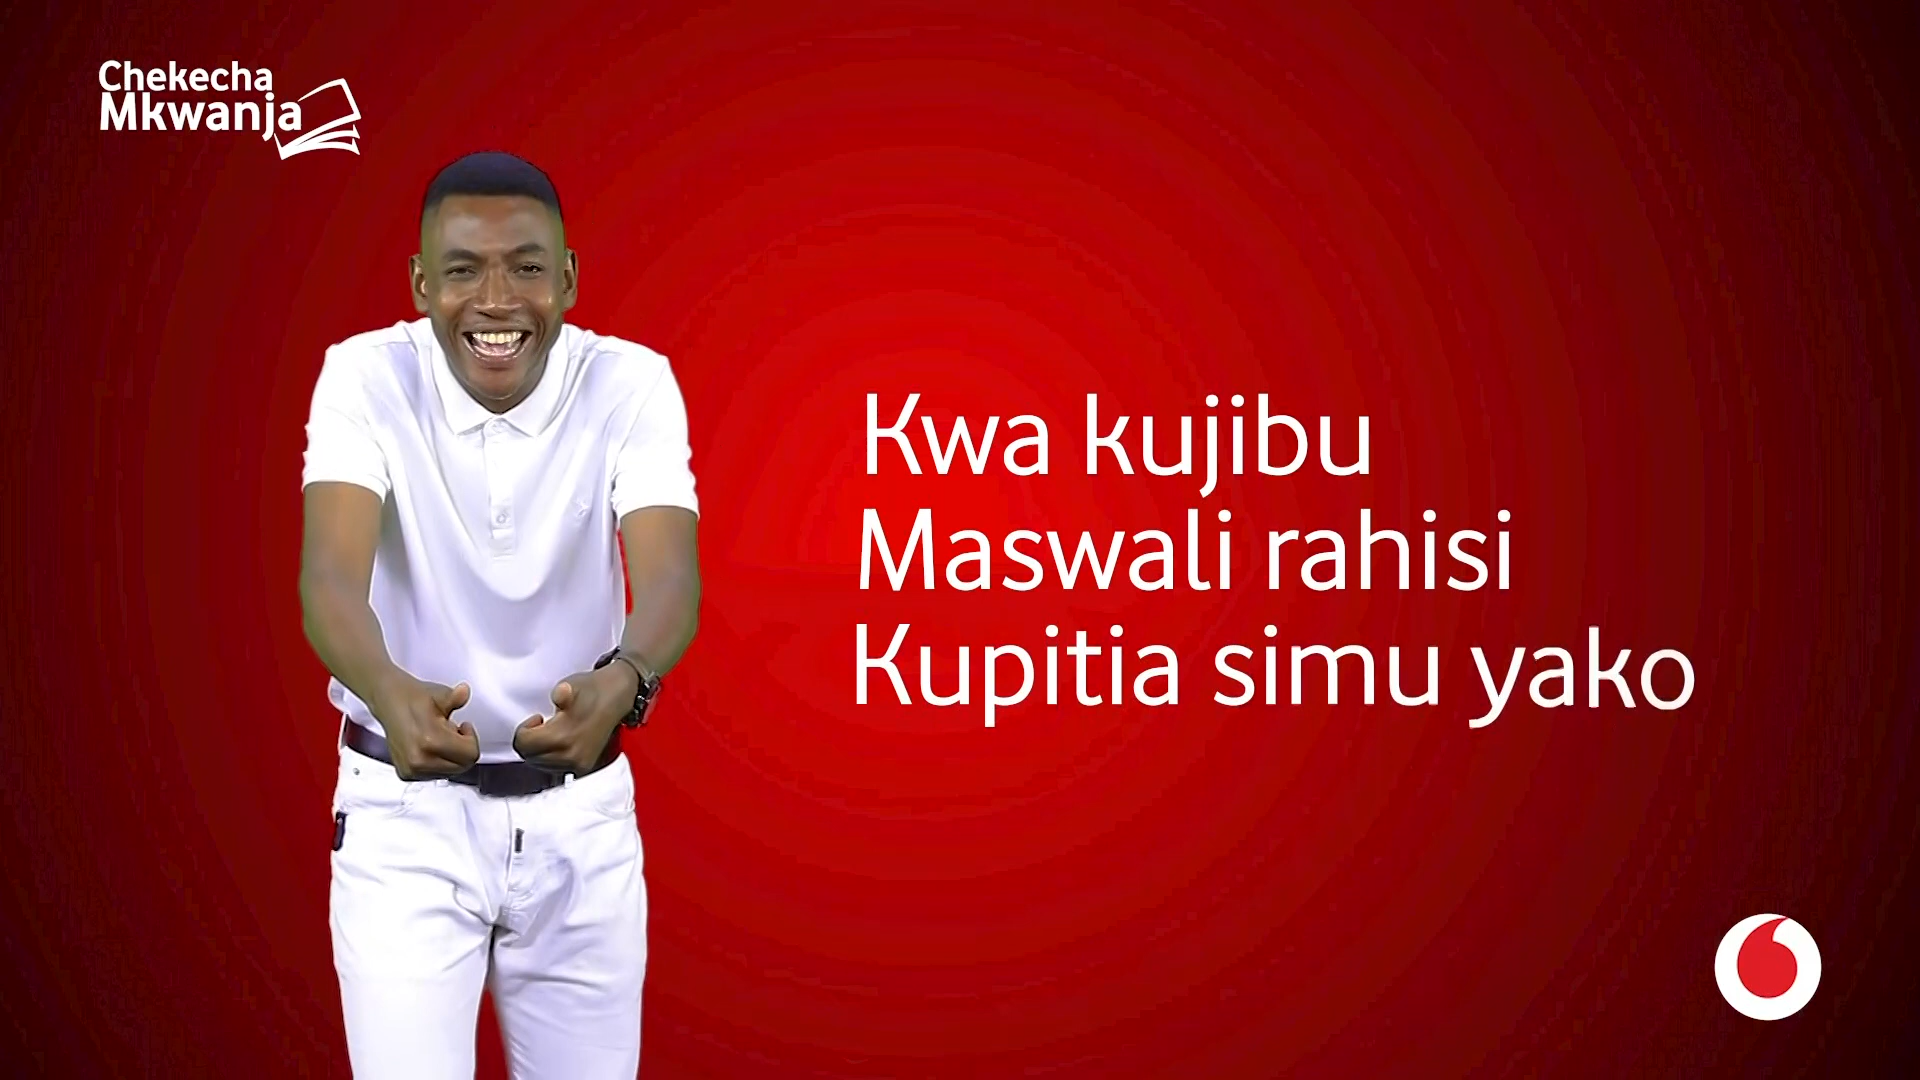 Chekecha
Mkwanja
Kwa kujibu
Maswali rahisi
Kupitia simu yako